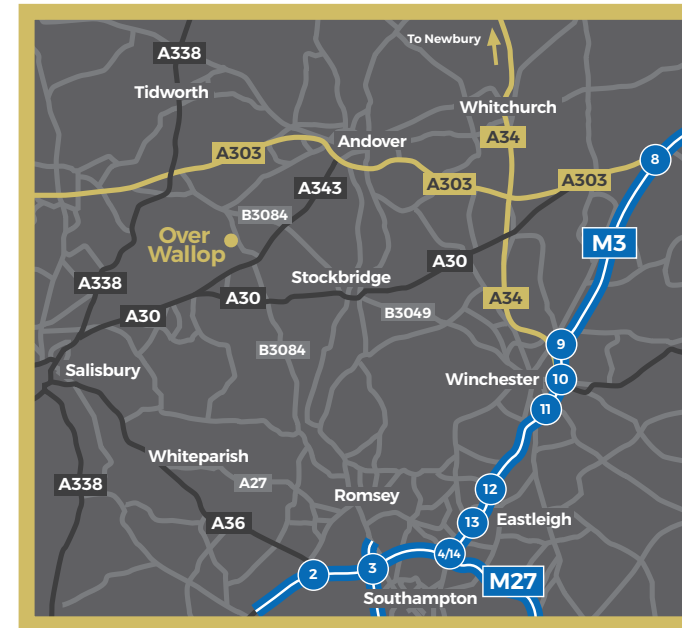 To Newbury
A338
Tidworth
Whitchurch
A34
Andover
A303
8
A343
A303
A303
B3084
Over
Wallop
M3
A30
Stockbridge
A338
A30
A34
A30
B3049
9
B3084
Salisbury
Winchester
10
11
Whiteparish
A338
A27
12
Romsey
A36
13
Eastleigh
4/14
3
2
M27
Southampton